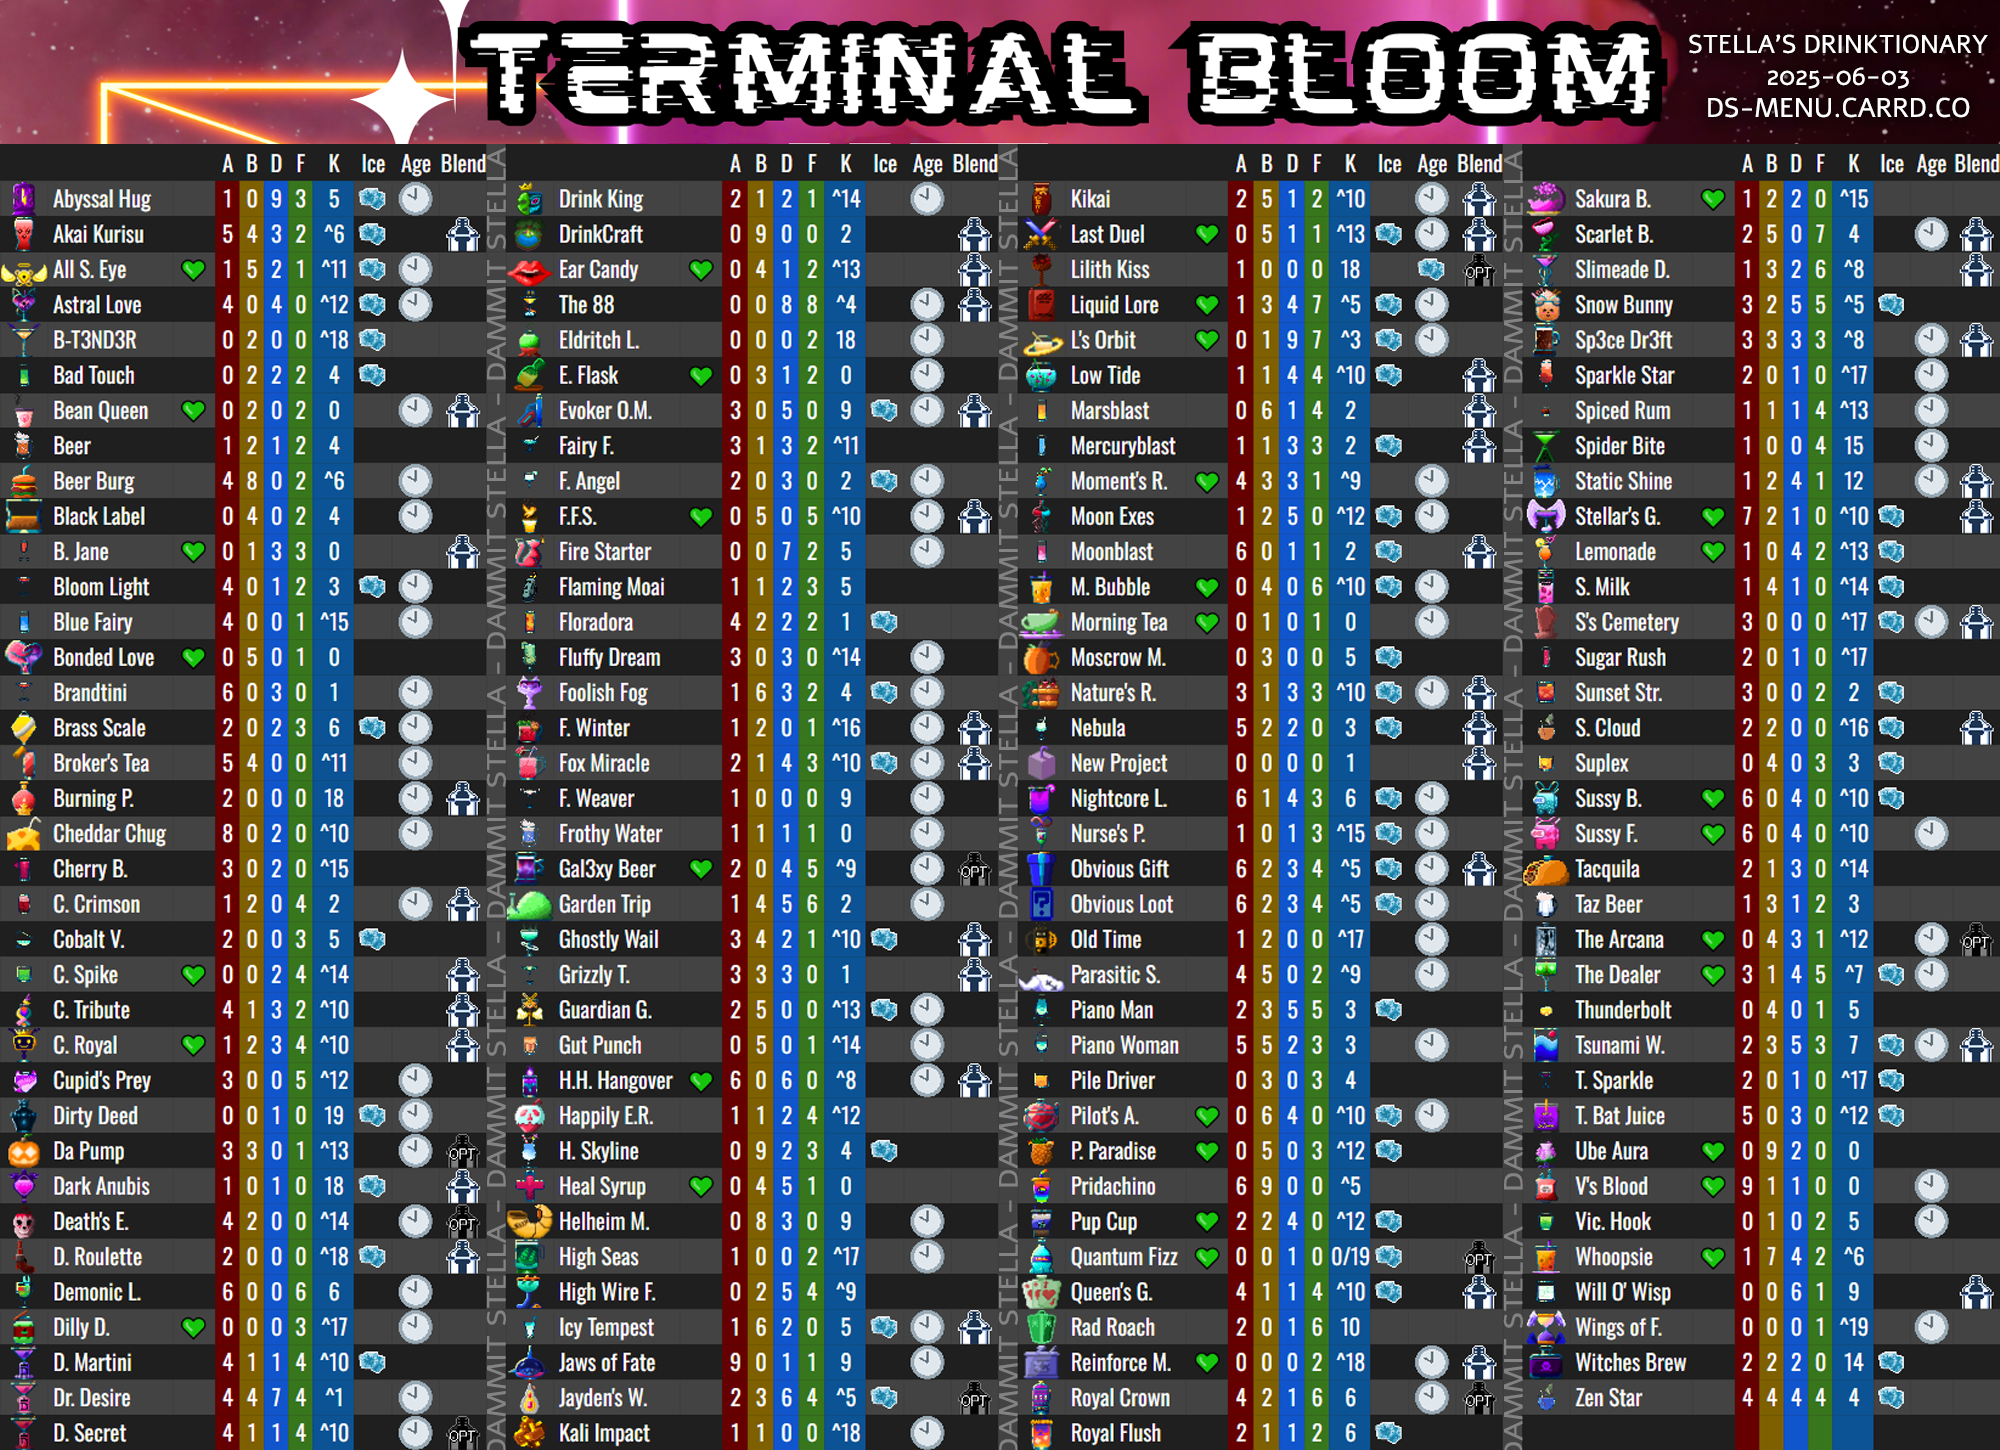 TERMINAL BLOOM
STELLA'S DRINKTIONARY
2025-06-03
DS-MENU.CARRD.CO
A B D F K Ice Age Blend
Abyssal Hug 1 0 9 3 5
Akai Kurisu 5 4 3 2 ^6
All S. Eye 1 5 2 1 ^11
Astral Love 4 0 4 0 ^12
B-T3ND3R 0 2 0 0 ^18
Bad Touch 0 2 2 2 4
Bean Queen 0 2 0 2 0
Beer 1 2 1 2 4
Beer Burg 4 8 0 2 ^6
Black Label 0 4 0 2 4
B. Jane 0 1 3 3 0
Bloom Light 4 0 1 2 3
Blue Fairy 4 0 0 1 ^15
Bonded Love 0 5 0 1 0
Brandtini 6 0 3 0 1
Brass Scale 2 0 2 3 6
Broker's Tea 5 4 0 0 ^11
Burning P. 2 0 0 0 18
Cheddar Chug 8 0 2 0 ^10
Cherry B. 3 0 2 0 ^15
C. Crimson 1 2 0 4 2
Cobalt V. 2 0 0 3 5
C. Spike 0 0 2 4 ^14
C. Tribute 4 1 3 2 ^10
C. Royal 1 2 3 4 ^10
Cupid's Prey 3 0 0 5 ^12
Dirty Deed 0 0 1 0 19
Da Pump 3 3 0 1 ^13 OPT
Dark Anubis 1 0 1 0 18
Death's E. 4 2 0 0 ^14 OPT
D. Roulette 2 0 0 0 ^18
Demonic L. 6 0 0 6 6
Dilly D. 0 0 0 3 ^17
D. Martini 4 1 1 4 ^10
Dr. Desire 4 4 7 4 ^1
D. Secret 4 1 1 4 ^10 OPT
DAMMIT STELLA - DAMMIT STELLA - DAMMIT STELLA - DAMMIT STELLA
A B D F K Ice Age Blend
Drink King 2 1 2 1 ^14
DrinkCraft 0 9 0 0 2
Ear Candy 0 4 1 2 ^13
The 88 0 0 8 8 ^4
Eldritch L. 0 0 0 2 18
E. Flask 0 3 1 2 0
Evoker O.M. 3 0 5 0 9
Fairy F. 3 1 3 2 ^11
F. Angel 2 0 3 0 2
F.F.S. 0 5 0 5 ^10
Fire Starter 0 0 7 2 5
Flaming Moai 1 1 2 3 5
Floradora 4 2 2 2 1
Fluffy Dream 3 0 3 0 ^14
Foolish Fog 1 6 3 2 4
F. Winter 1 2 0 1 ^16
Fox Miracle 2 1 4 3 ^10
F. Weaver 1 0 0 0 9
Frothy Water 1 1 1 1 0
Gal3xy Beer 2 0 4 5 ^9 OPT
Garden Trip 1 4 5 6 2
Ghostly Wail 3 4 2 1 ^10
Grizzly T. 3 3 3 0 1
Guardian G. 2 5 0 0 ^13
Gut Punch 0 5 0 1 ^14
H.H. Hangover 6 0 6 0 ^8
Happily E.R. 1 1 2 4 ^12
H. Skyline 0 9 2 3 4
Heal Syrup 0 4 5 1 0
Helheim M. 0 8 3 0 9
High Seas 1 0 0 2 ^17
High Wire F. 0 2 5 4 ^9
Icy Tempest 1 6 2 0 5
Jaws of Fate 9 0 1 1 9
Jayden's W. 2 3 6 4 ^5 OPT
Kali Impact 1 1 0 0 ^18
DAMMIT STELLA - DAMMIT STELLA - DAMMIT STELLA - DAMMIT STELLA
A B D F K Ice Age Blend
Kikai 2 5 1 2 ^10
Last Duel 0 5 1 1 ^13
Lilith Kiss 1 0 0 0 18 OPT
Liquid Lore 1 3 4 7 ^5
L's Orbit 0 1 9 7 ^3
Low Tide 1 1 4 4 ^10
Marsblast 0 6 1 4 2
Mercuryblast 1 1 3 3 2
Moment's R. 4 3 3 1 ^9
Moon Exes 1 2 5 0 ^12
Moonblast 6 0 1 1 2
M. Bubble 0 4 0 6 ^10
Morning Tea 0 1 0 1 0
Moscrow M. 0 3 0 0 5
Nature's R. 3 1 3 3 ^10
Nebula 5 2 2 0 3
New Project 0 0 0 0 1
Nightcore L. 6 1 4 3 6
Nurse's P. 1 0 1 3 ^15
Obvious Gift 6 2 3 4 ^5
Obvious Loot 6 2 3 4 ^5
Old Time 1 2 0 0 ^17
Parasitic S. 4 5 0 2 ^9
Piano Man 2 3 5 5 3
Piano Woman 5 5 2 3 3
Pile Driver 0 3 0 3 4
Pilot's A. 0 6 4 0 ^10
P. Paradise 0 5 0 3 ^12
Pridachino 6 9 0 0 ^5
Pup Cup 2 2 4 0 ^12
Quantum Fizz 0 0 1 0 0/19 OPT
Queen's G. 4 1 1 4 ^10
Rad Roach 2 0 1 6 10
Reinforce M. 0 0 0 2 ^18
Royal Crown 4 2 1 6 6 OPT
Royal Flush 2 1 1 2 6
DAMMIT STELLA - DAMMIT STELLA - DAMMIT STELLA - DAMMIT STELLA
A B D F K Ice Age Blend
Sakura B. 1 2 2 0 ^15
Scarlet B. 2 5 0 7 4
Slimeade D. 1 3 2 6 ^8
Snow Bunny 3 2 5 5 ^5
Sp3ce Dr3ft 3 3 3 3 ^8
Sparkle Star 2 0 1 0 ^17
Spiced Rum 1 1 1 4 ^13
Spider Bite 1 0 0 4 15
Static Shine 1 2 4 1 12
Stellar's G. 7 2 1 0 ^10
Lemonade 1 0 4 2 ^13
S. Milk 1 4 1 0 ^14
S's Cemetery 3 0 0 0 ^17
Sugar Rush 2 0 1 0 ^17
Sunset Str. 3 0 0 2 2
S. Cloud 2 2 0 0 ^16
Suplex 0 4 0 3 3
Sussy B. 6 0 4 0 ^10
Sussy F. 6 0 4 0 ^10
Tacquila 2 1 3 0 ^14
Taz Beer 1 3 1 2 3
The Arcana 0 4 3 1 ^12 OPT
The Dealer 3 1 4 5 ^7
Thunderbolt 0 4 0 1 5
Tsunami W. 2 3 5 3 7
T. Sparkle 2 0 1 0 ^17
T. Bat Juice 5 0 3 0 ^12
Ube Aura 0 9 2 0 0
V's Blood 9 1 1 0 0
Vic. Hook 0 1 0 2 5
Whoopsie 1 7 4 2 ^6
Will O' Wisp 0 0 6 1 9
Wings of F. 0 0 0 1 ^19
Witches Brew 2 2 2 0 14
Zen Star 4 4 4 4 4